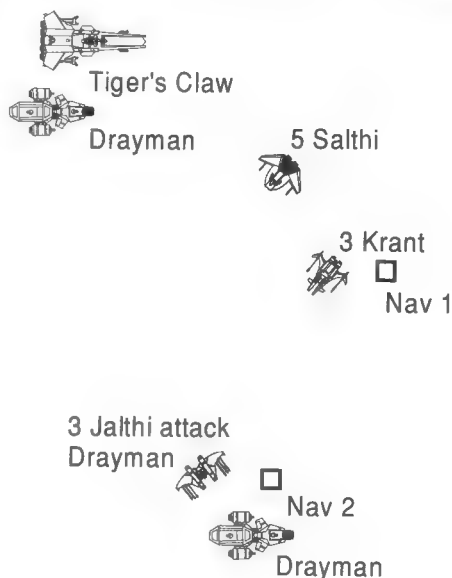 Tiger's Claw
Drayman
5 Salthi
3 Krant
Nav 1
3 Jalthi attack
Drayman
Nav 2
Drayman